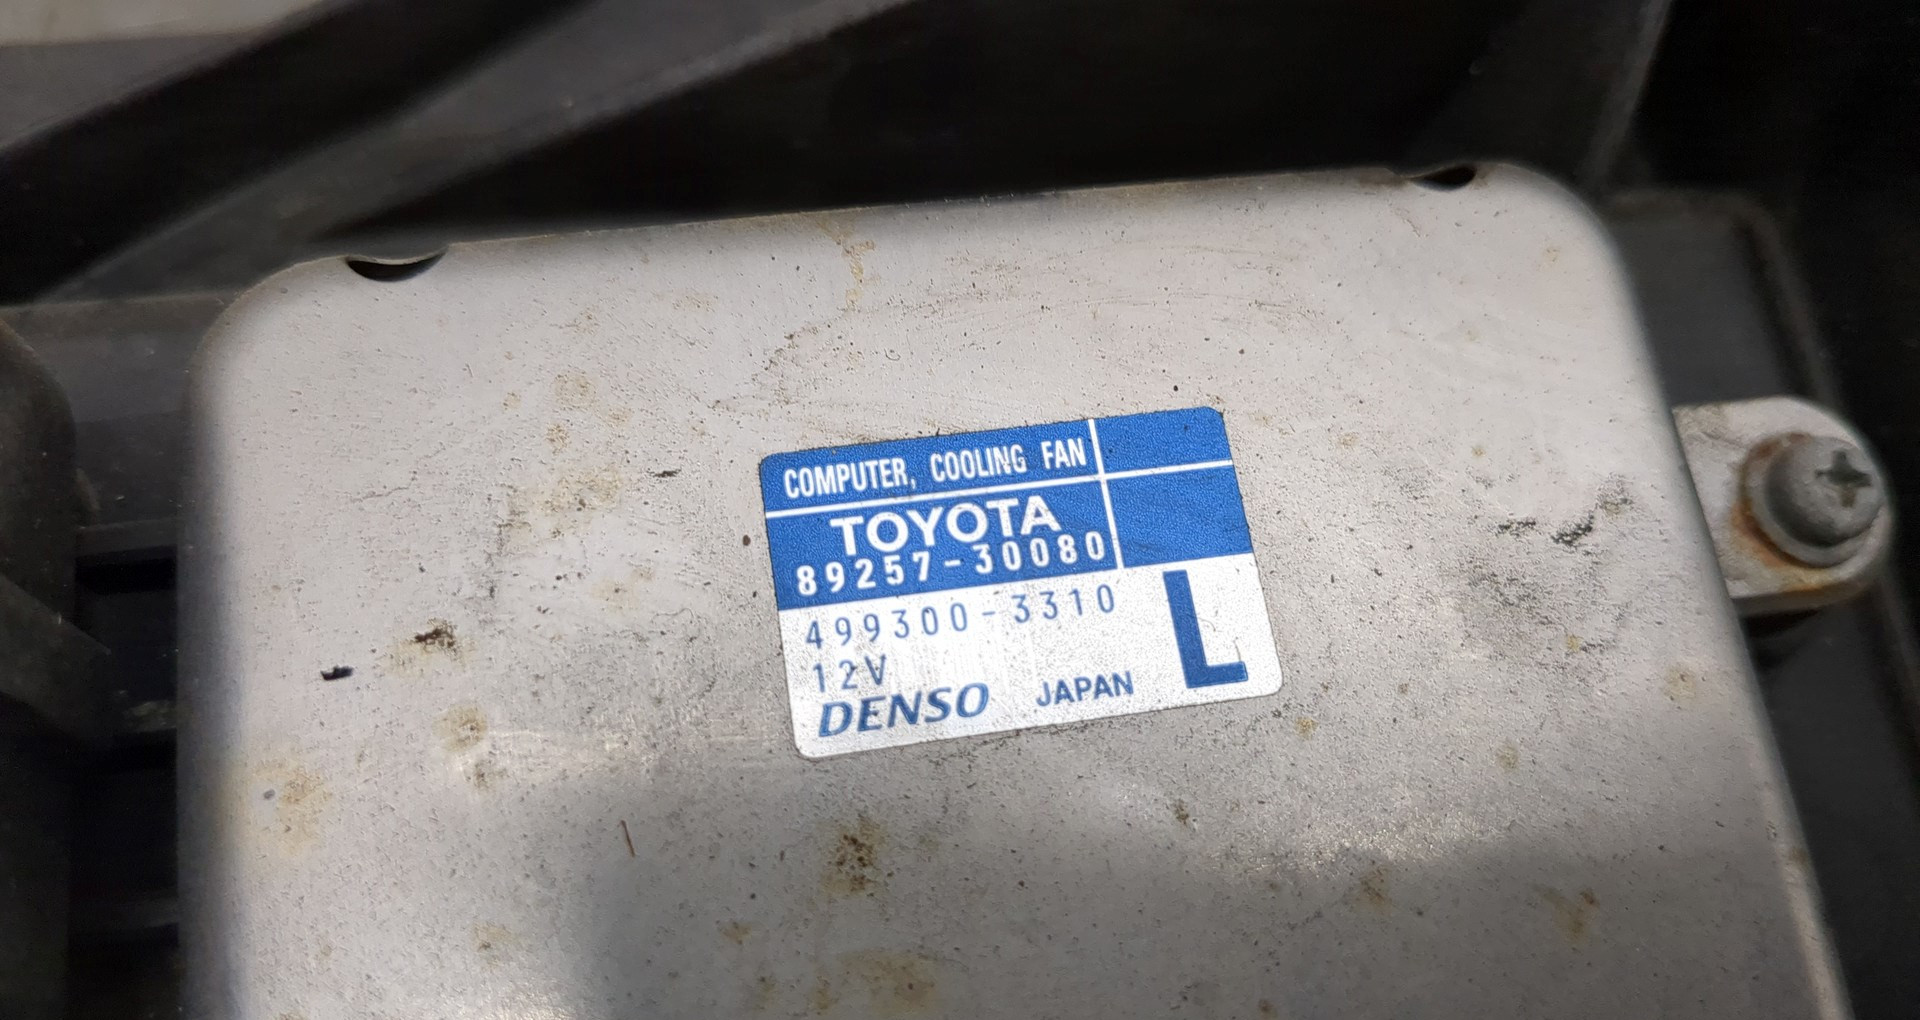 COMPUTER, COOLING FAN
TOYOTA
89257-30080
499300-3310
12V
DENSO JAPAN
L